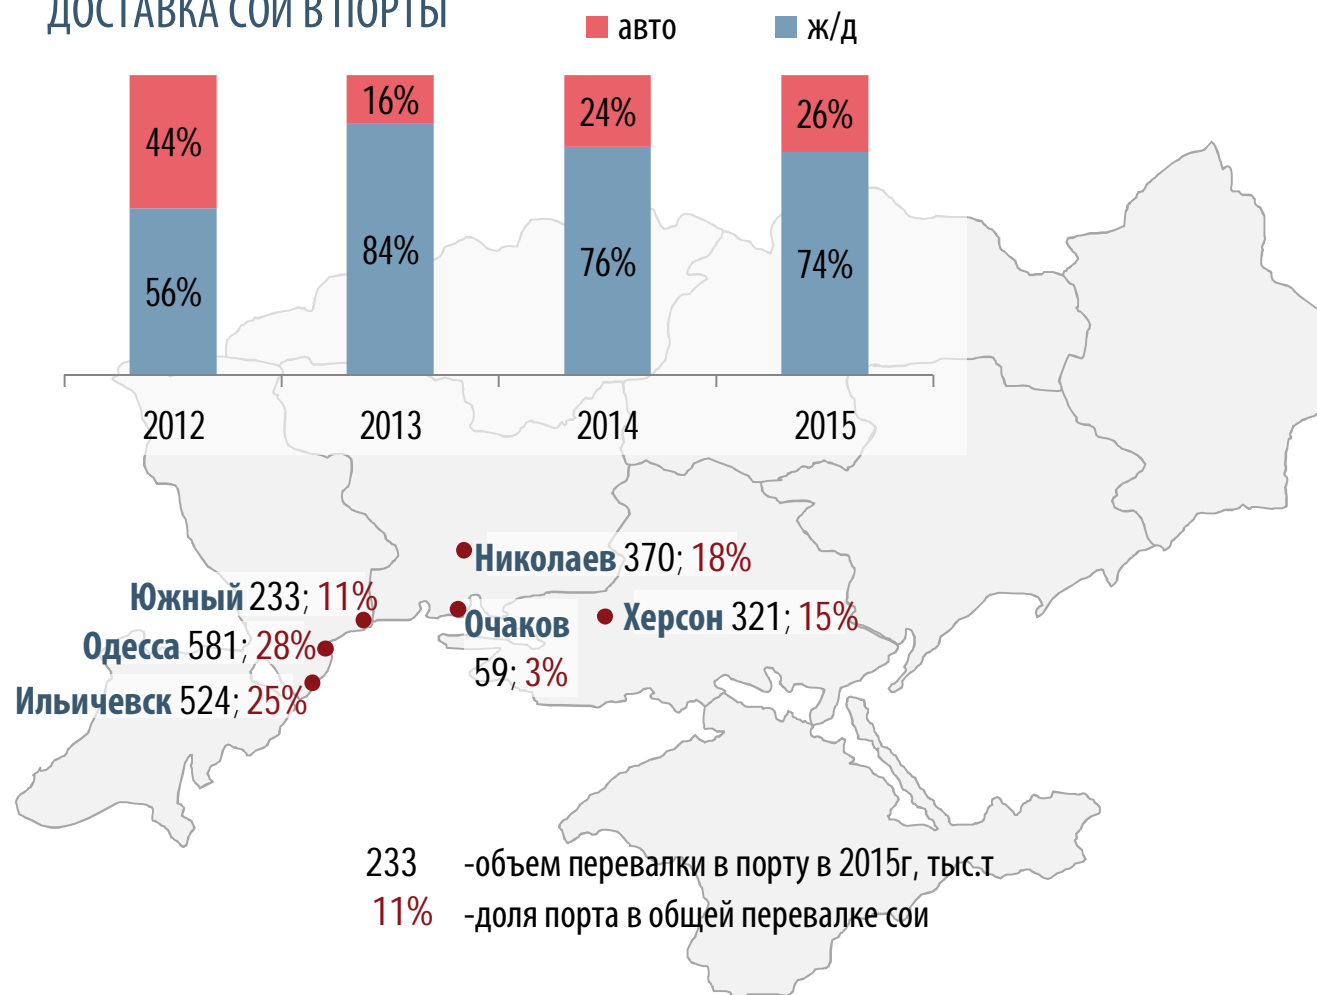 ДОСТАВКА СОИ В ПОРТЫ
авто
ж/д
44%
16%
24%
26%
56%
84%
76%
74%
2012
2013
2014
2015
Николаев 370; 18%
Южный 233; 11%
Очаков
59; 3%
Херсон 321; 15%
Одесса 581; 28%
Ильичевск 524; 25%
233 -объем перевалки в порту в 2015г, тыс.т
11% -доля порта в общей перевалке сои